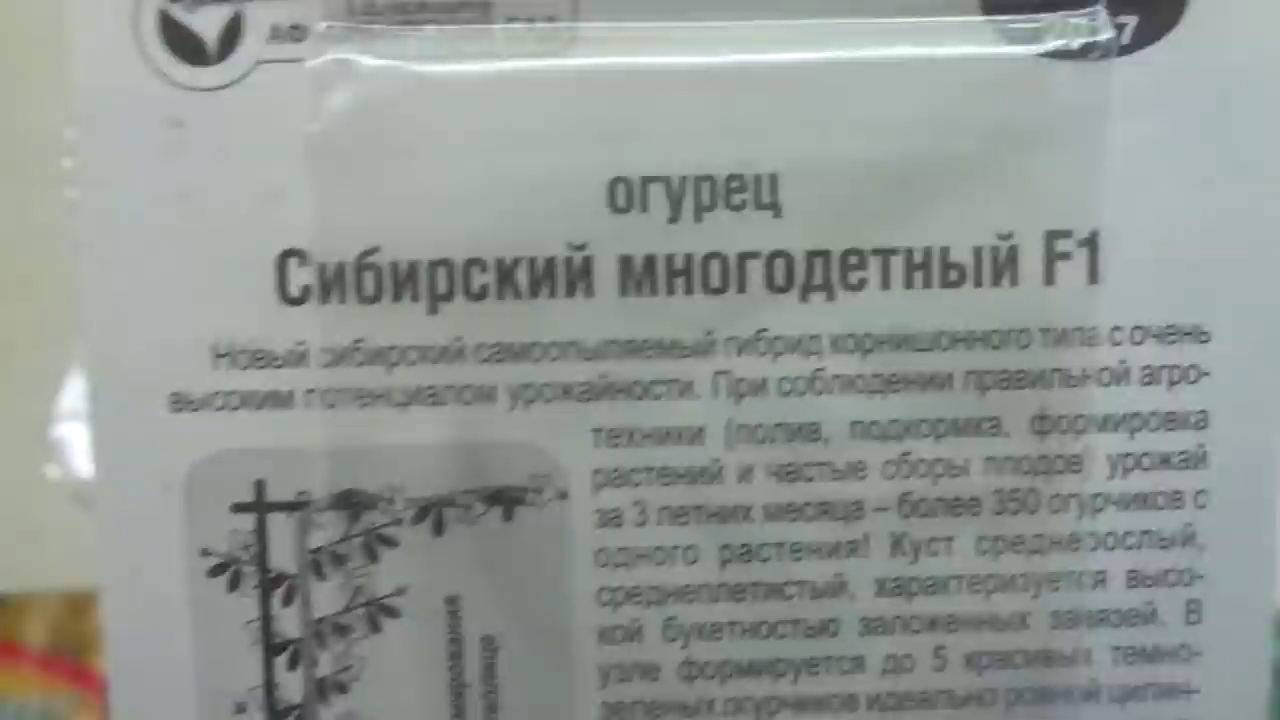 АФ
7
огурец
Сибирский многодетный F1
Новый сибирский самоопыляемый гибрид корнишонного типа с очень
высоким потенциалом урожайности. При соблюдении правильной агро-
техники (полив, подкормка, формировка
растений и частые сборы плодов) урожай
за 3 летних месяца – более 350 огурчиков с
одного растения! Куст среднерослый,
среднеплетистый, характеризуется высо-
кой букетностью заложенных завязей. В
узле формируется до 5 красивых темно-
зеленых огурчиков идеально ровной цилин-